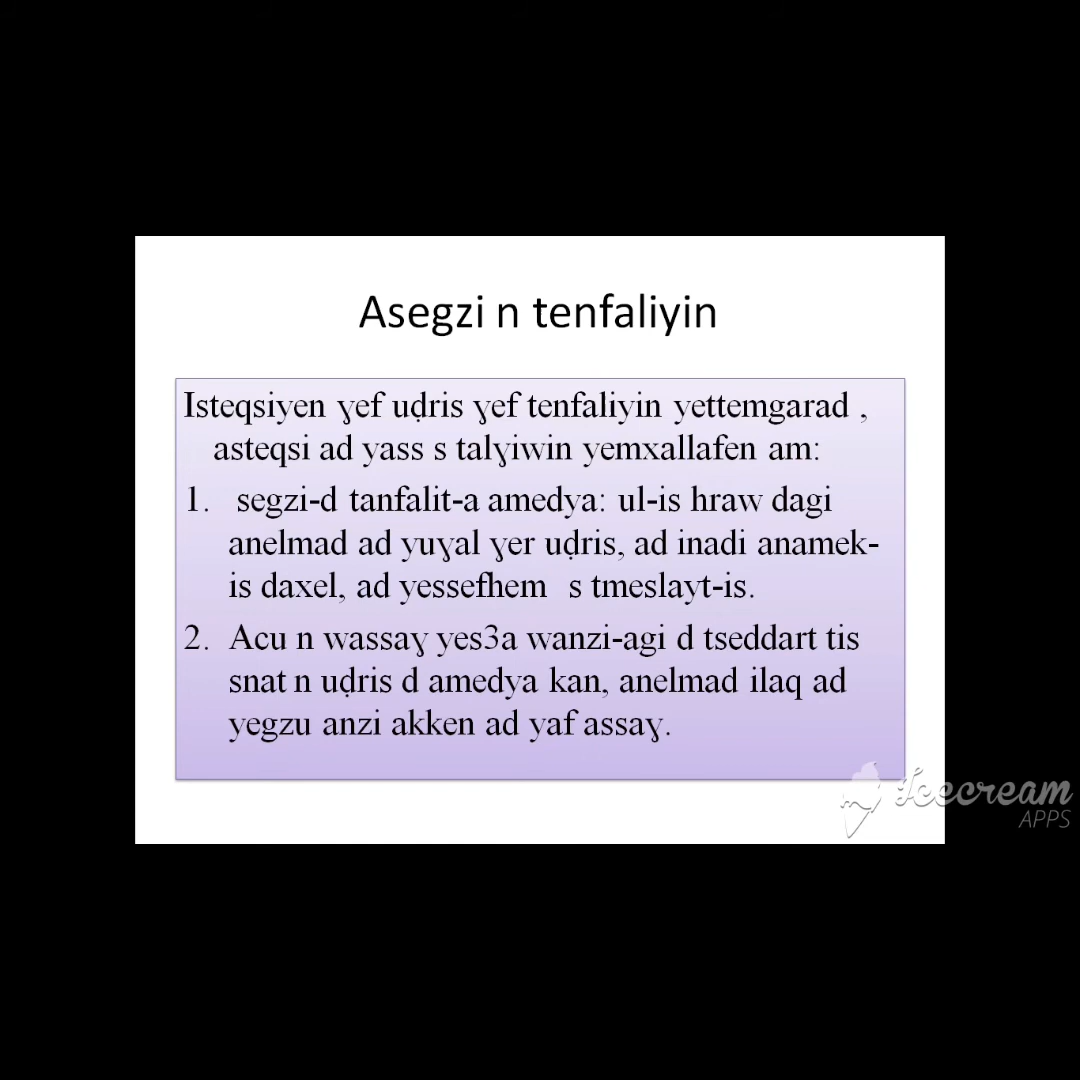 Asegzi n tenfaliyin
Isteqsiyen ɣef uḍris ɣef tenfaliyin yettemgarad ,
asteqsi ad yass s talɣiwin yemxallafen am:
1. segzi-d tanfalit-a amedya: ul-is hraw dagi
anelmad ad yuɣal ɣer uḍris, ad inadi anamek-
is daxel, ad yessefhem s tmeslayt-is.
2. Acu n wassaɣ yes3a wanzi-agi d tseddart tis
snat n uḍris d amedya kan, anelmad ilaq ad
yegzu anzi akken ad yaf assaɣ.
Icecream
APPS